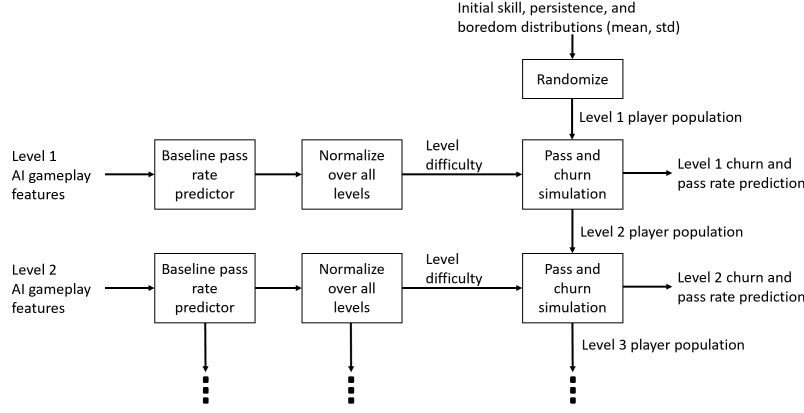 Initial skill, persistence, and
boredom distributions (mean, std)
Randomize
Level 1 player population
Level 1
AI gameplay
features
Baseline pass
rate
predictor
Normalize
over all
levels
Level
difficulty
Pass and
churn
simulation
Level 1 churn and
pass rate prediction
Level 2 player population
Level 2
AI gameplay
features
Baseline pass
rate
predictor
Normalize
over all
levels
Level
difficulty
Pass and
churn
simulation
Level 2 churn and
pass rate prediction
Level 3 player population